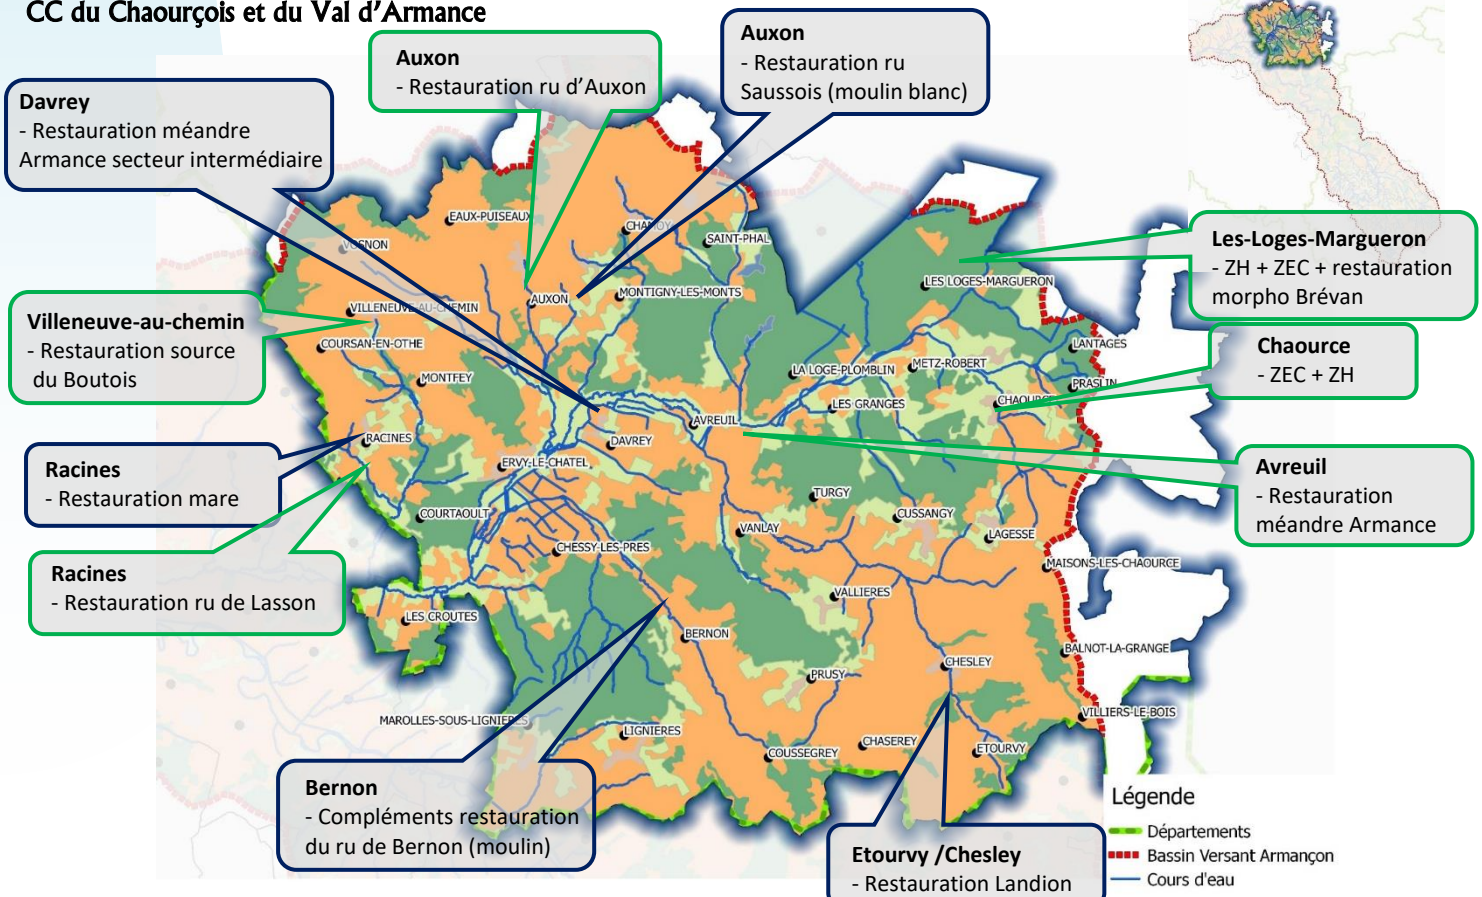 CC du Chaourçois et du Val d'Armance
Auxon
- Restauration ru d'Auxon
Auxon
- Restauration ru
Saussois (moulin blanc)
Davrey
- Restauration méandre
Armance secteur intermédiaire
Les-Loges-Margueron
- ZH + ZEC + restauration
morpho Brévan
Villeneuve-au-chemin
- Restauration source
du Boutois
Chaource
- ZEC + ZH
Racines
- Restauration mare
Avreuil
- Restauration
méandre Armance
Racines
- Restauration ru de Lasson
Bernon
- Compléments restauration
du ru de Bernon (moulin)
Etourvy /Chesley
- Restauration Landion
EAUX-PUISEAUX
VOSNON
CHAMOY
SAINT-PHAL
LES LOGES-MARGUERON
MONTIGNY-LES-MONTS
AUXON
VILLENEUVE-AU-CHEMIN
COURSAN-EN-OTHE
LANTAGES
METZ-ROBERT
LA LOGE-PLOMBLIN
MONTFEY
PRASLIN
CHAOURCE
LES GRANGES
AVREUIL
RACINES
DAVREY
ERVY-LE-CHATEL
TURGY
COURTAOULT
CUSSANGY
VANLAY
LAGESSE
CHESSY-LES-PRES
MAISONS-LES-CHAOURCE
VALLIERES
LES CROUTES
BERNON
BALNOT-LA-GRANGE
CHESLEY
PRUSY
VILLIERS-LE-BOIS
MAROLLES-SOUS-LIGNIERES
LIGNIERES
CHASEREY
COUSSEGREY
ETOURVY
Légende
Départements
Bassin Versant Armançon
Cours d'eau